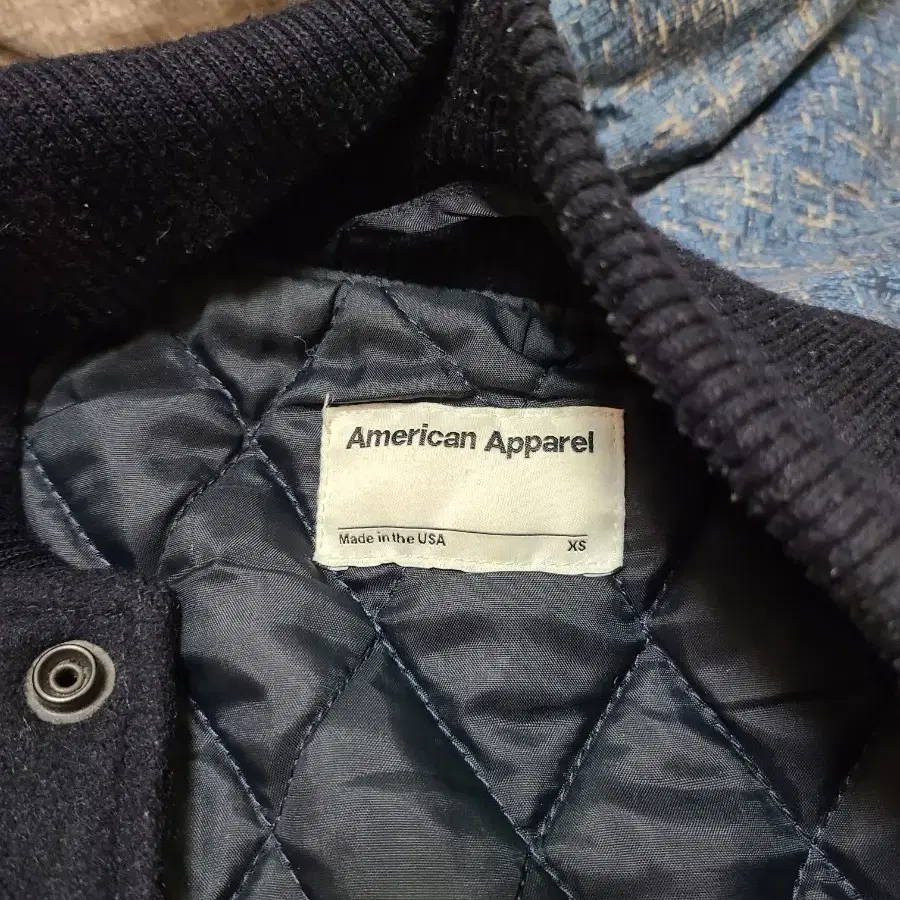 American Apparel
Made in the USA
XS